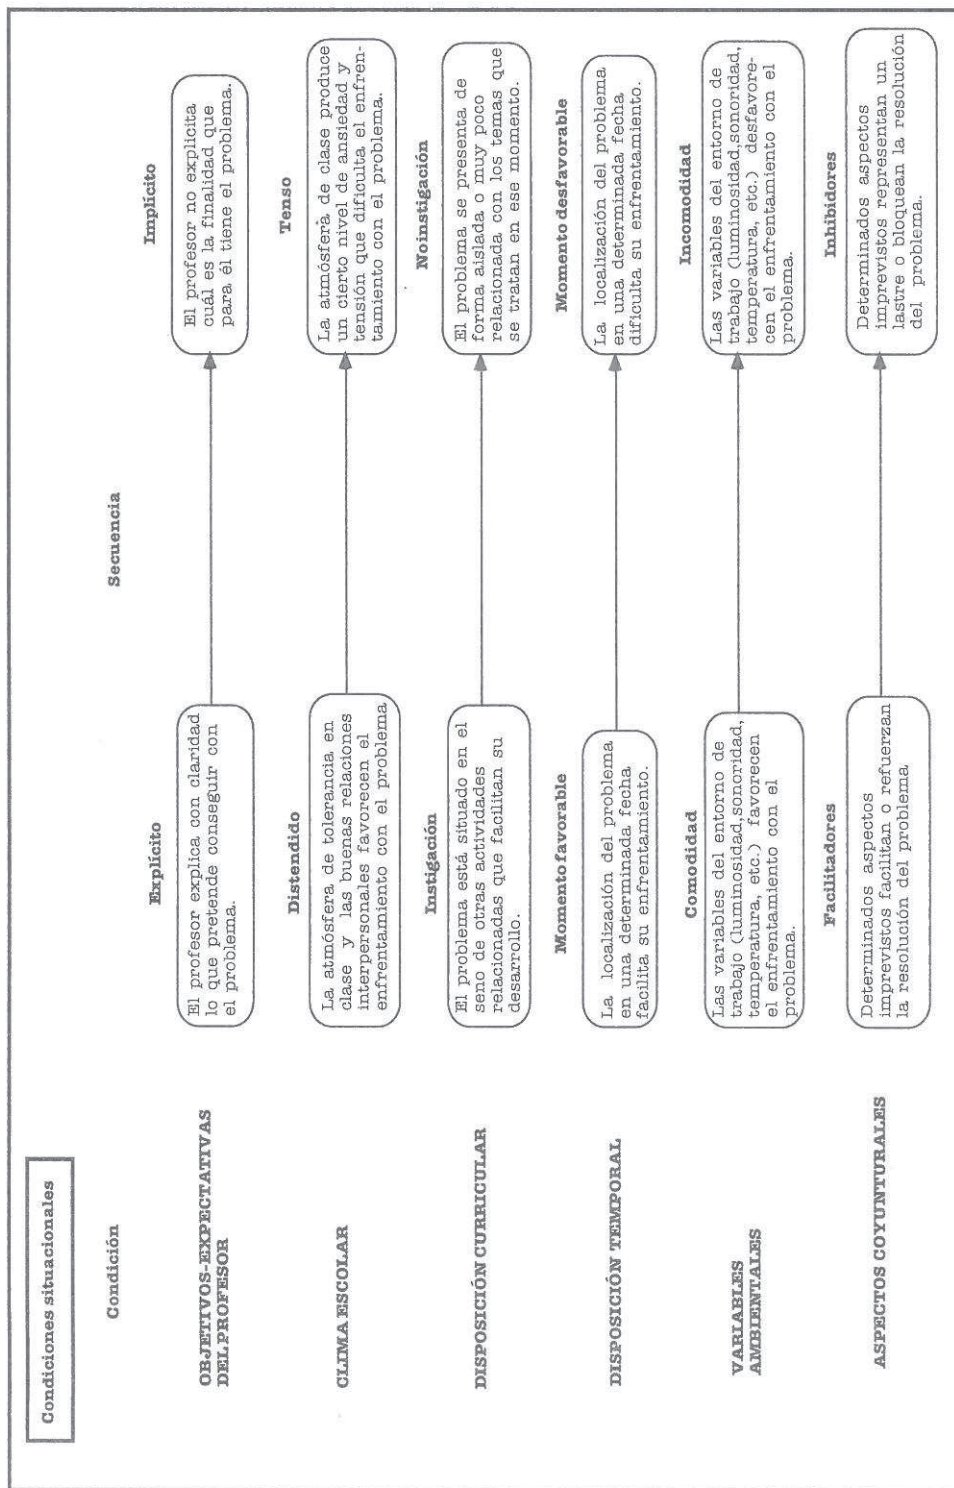 Condiciones situacionales
Condición
Secuencia
OBJETIVOS-EXPECTATIVAS
DEL PROFESOR
Explícito
El profesor explica con claridad
lo que pretende conseguir con
el problema.
Implícito
El profesor no explicita
cuál es la finalidad que
para él tiene el problema.
CLIMA ESCOLAR
Distendido
La atmósfera de tolerancia en
clase y las buenas relaciones
interpersonales favorecen el
enfrentamiento con el problema
Tenso
La atmósfera de clase produce
un cierto nivel de ansiedad y
tensión que dificulta el enfren-
tamiento con el problema.
DISPOSICIÓN CURRICULAR
Instigación
El problema está situado en el
seno de otras actividades
relacionadas que facilitan su
desarrollo.
Noinstigación
El problema se presenta de
forma aislada o muy poco
relacionada con los temas que
se tratan en ese momento.
DISPOSICIÓN TEMPORAL
Momento favorable
La localización del problema
en una determinada fecha
facilita su enfrentamiento.
Momento desfavorable
La localización del problema
en una determinada fecha
dificulta su enfrentamiento.
VARIABLES
AMBIENTALES
Comodidad
Las variables del entorno de
trabajo (luminosidad,sonoridad,
temperatura, etc.) favorecen
el enfrentamiento con el
problema.
Incomodidad
Las variables del entorno de
trabajo (luminosidad,sonoridad,
temperatura, etc.) desfavore-
cen el enfrentamiento con el
problema.
ASPECTOS COYUNTURALES
Facilitadores
Determinados aspectos
imprevistos facilitan o refuerzan
la resolución del problema
Inhibidores
Determinados aspectos
imprevistos representan un
lastre o bloquean la resolución
del problema.